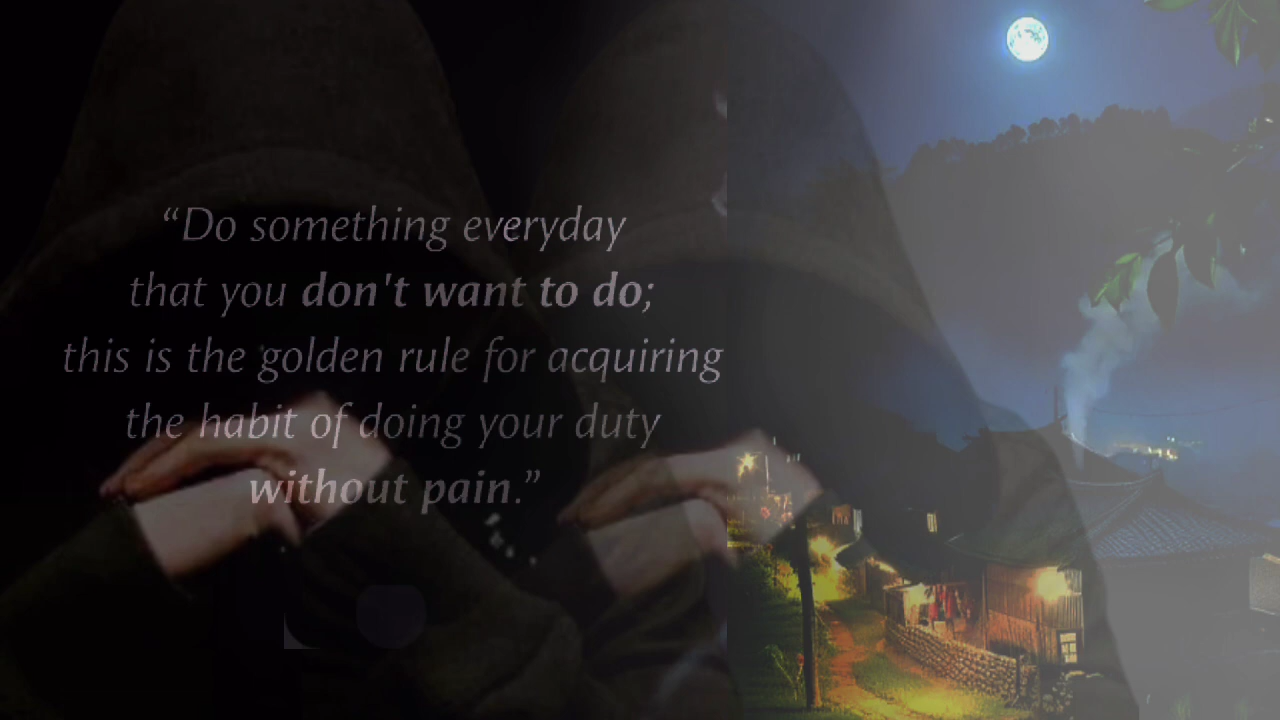 “Do something everyday
that you don't want to do;
this is the golden rule for acquiring
the habit of doing your duty
without pain.”